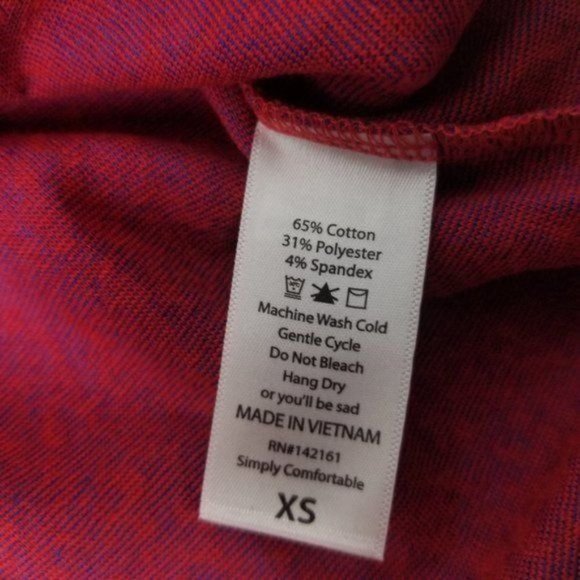 65% Cotton
31% Polyester
4% Spandex
Machine Wash Cold
Gentle Cycle
Do Not Bleach
Hang Dry
or you'll be sad
MADE IN VIETNAM
RN#142161
Simply Comfortable
XS